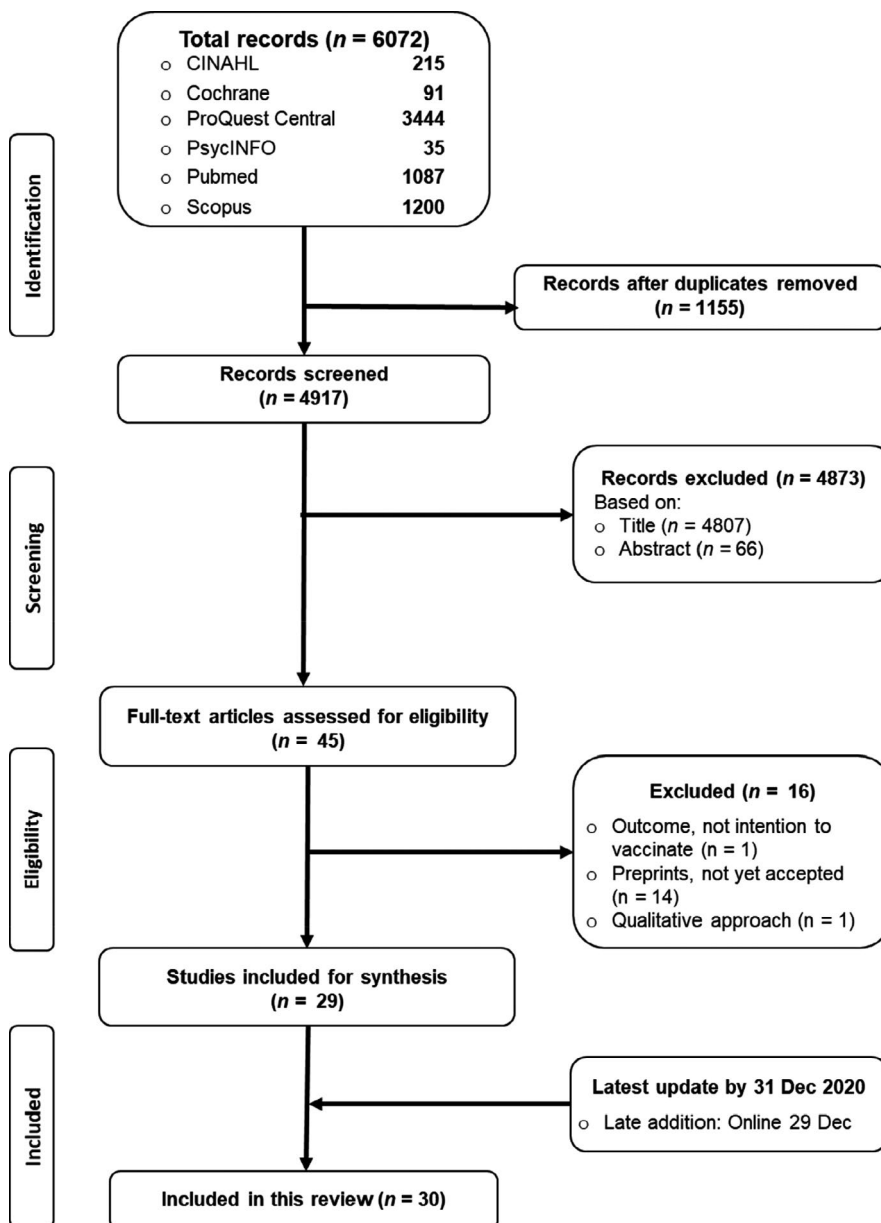 Total records (n = 6072)
o CINAHL 215
o Cochrane 91
o ProQuest Central 3444
o PsycINFO 35
o Pubmed 1087
o Scopus 1200
Identification
Records after duplicates removed
(n = 1155)
Records screened
(n = 4917)
Screening
Records excluded (n = 4873)
Based on:
o Title (n = 4807)
o Abstract (n = 66)
Full-text articles assessed for eligibility
(n = 45)
Eligibility
Excluded (n = 16)
o Outcome, not intention to
vaccinate (n = 1)
o Preprints, not yet accepted
(n = 14)
o Qualitative approach (n = 1)
Studies included for synthesis
(n = 29)
Included
Latest update by 31 Dec 2020
o Late addition: Online 29 Dec
Included in this review (n = 30)